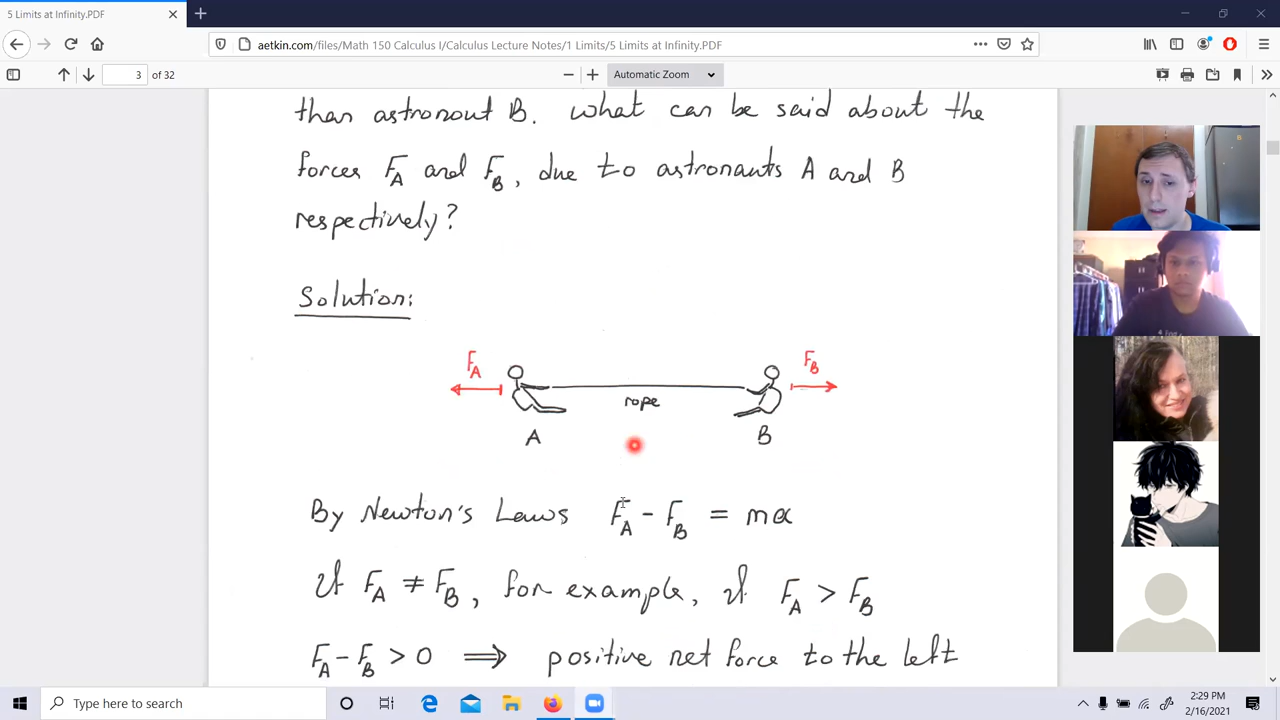 5 Limits at Infinity.PDF
aetkin.com/files/Math 150 Calculus I/Calculus Lecture Notes/1 Limits/5 Limits at Infinity.PDF
3 of 32
Automatic Zoom
than astronout B. What can be said about the
forces F_A and F_B, due to astronauts A and B
respectively?
Solution:
F_A
F_B
rope
A
B
By Newton's Laws F_A - F_B = ma
If F_A ≠ F_B, for example, if F_A > F_B
F_A - F_B > 0 ⟹ positive net force to the left
Type here to search
2:29 PM
2/16/2021